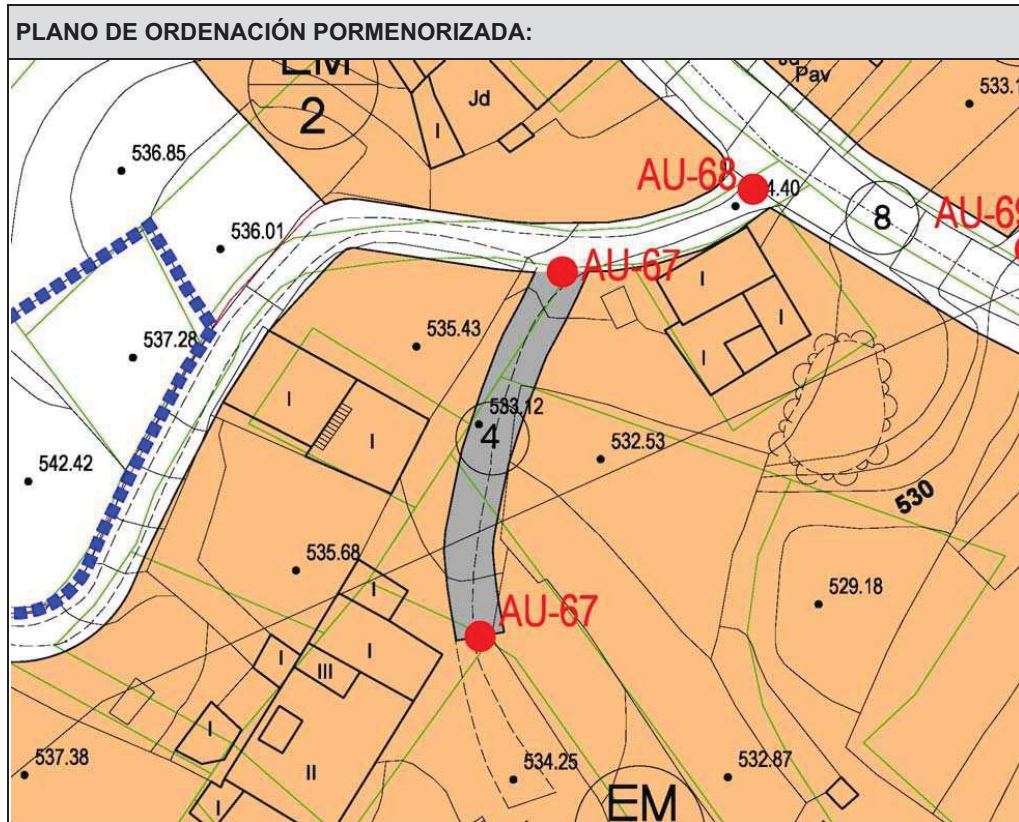 PLANO DE ORDENACIÓN PORMENORIZADA:
EM
2
Jd
I
Pav
533.1
536.85
AU-68
4.40
8
AU-69
536.01
AU-67
I
I
I
537.28
535.43
I
I
533.12
4
532.53
542.42
530
535.68
529.18
I
AU-67
I
I
III
I
II
I
537.38
534.25
532.87
EM